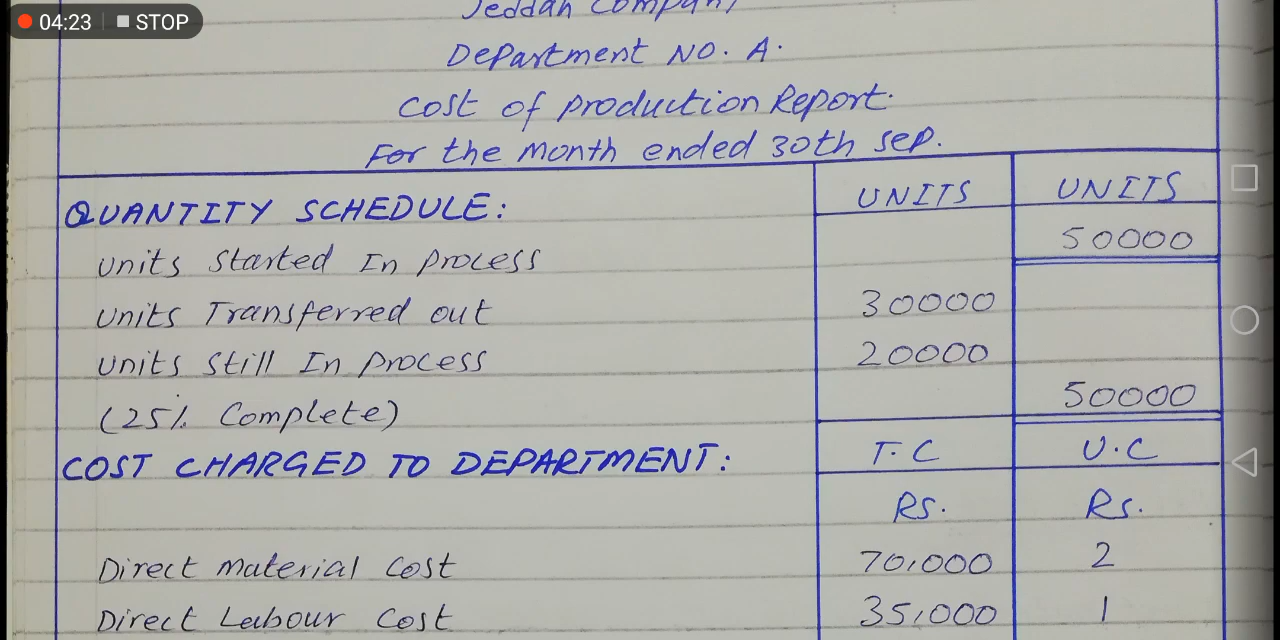 04:23 STOP
Jeddah Company
Department No. A.
Cost of Production Report.
For the Month ended 30th Sep.
QUANTITY SCHEDULE: UNITS UNITS
Units Started In Process 50000
Units Transferred out 30000
Units Still In Process 20000
(25% Complete) 50000
COST CHARGED TO DEPARTMENT: T.C U.C
Rs. Rs.
Direct Material Cost 70,000 2
Direct Labour Cost 35,000 1